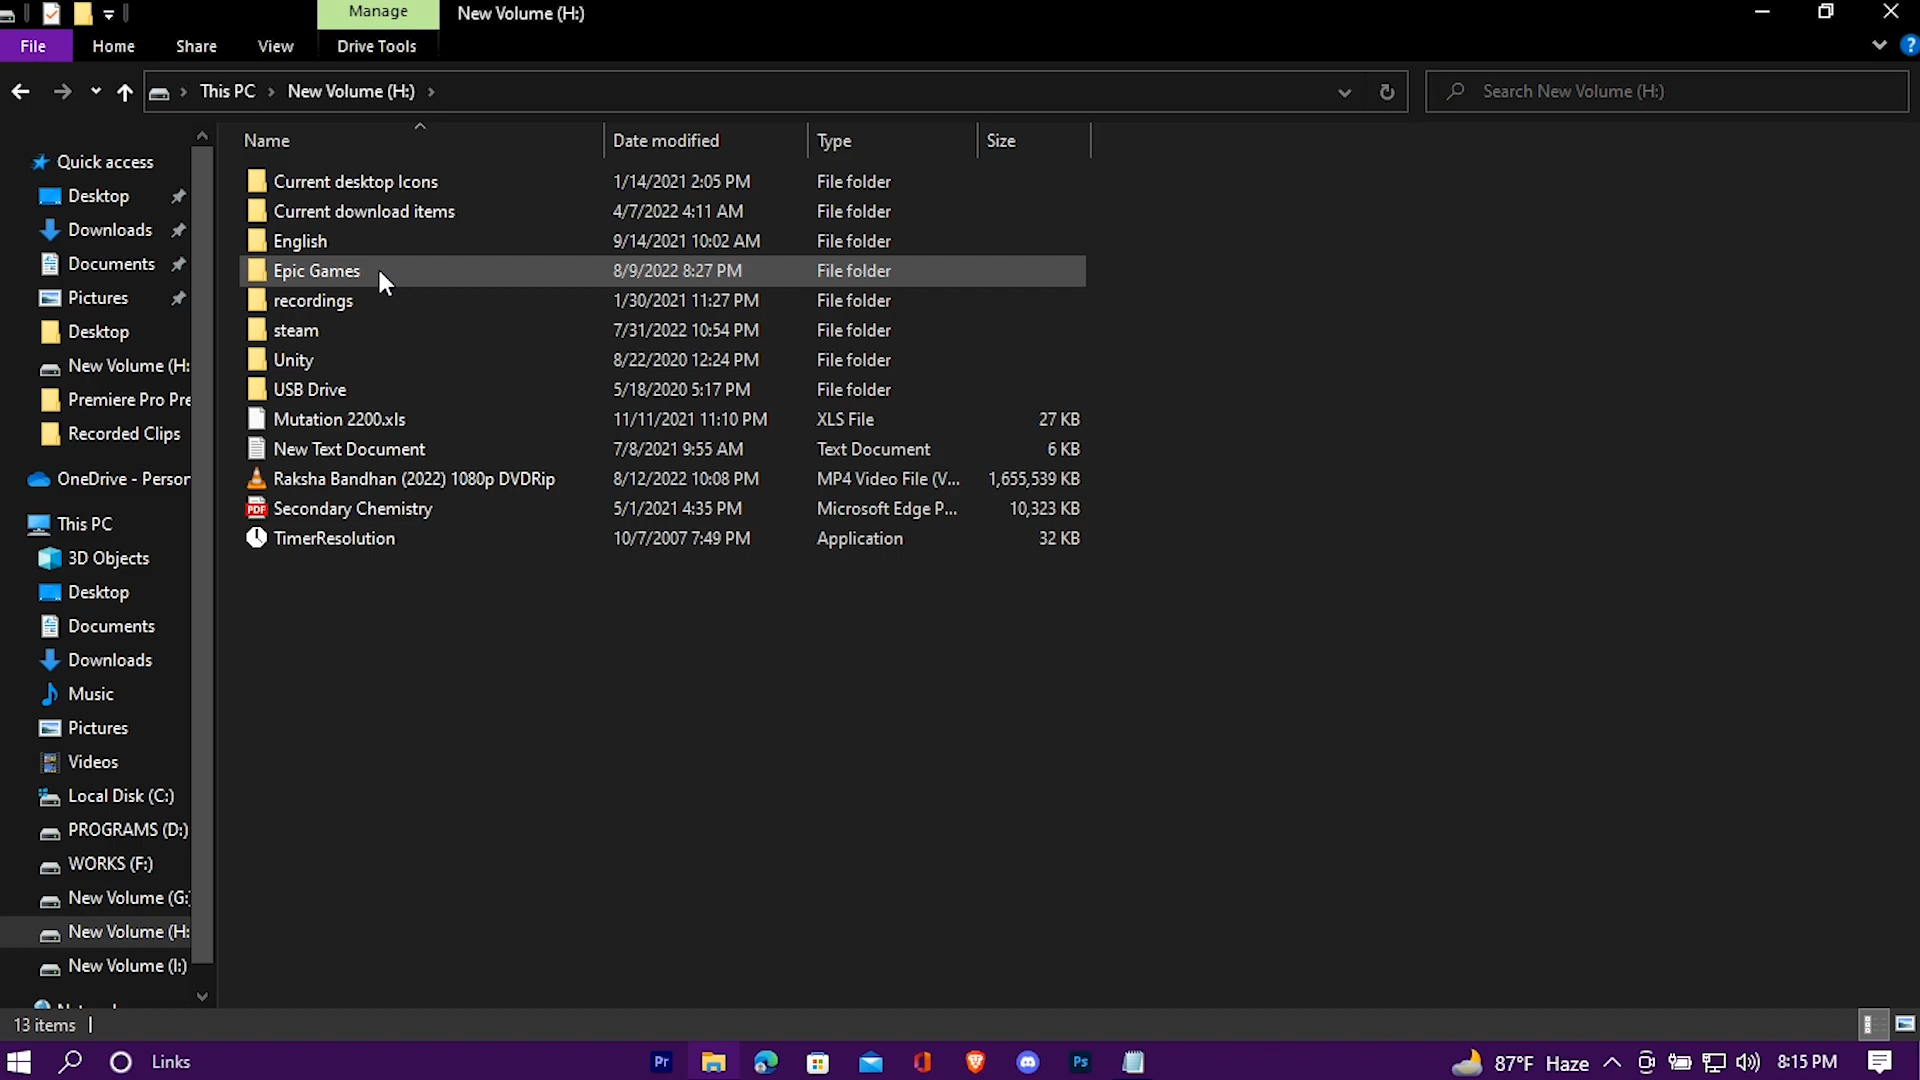 Manage New Volume (H:)
File Home Share View Drive Tools
This PC New Volume (H:) Search New Volume (H:)
Name Date modified Type Size
Quick access
Desktop
Downloads
Documents
Pictures
Desktop
New Volume (H:
Premiere Pro Pre
Recorded Clips
OneDrive - Person
This PC
3D Objects
Desktop
Documents
Downloads
Music
Pictures
Videos
Local Disk (C:)
PROGRAMS (D:)
WORKS (F:)
New Volume (G:
New Volume (H:
New Volume (I:)
Current desktop Icons 1/14/2021 2:05 PM File folder
Current download items 4/7/2022 4:11 AM File folder
English 9/14/2021 10:02 AM File folder
Epic Games 8/9/2022 8:27 PM File folder
recordings 1/30/2021 11:27 PM File folder
steam 7/31/2022 10:54 PM File folder
Unity 8/22/2020 12:24 PM File folder
USB Drive 5/18/2020 5:17 PM File folder
Mutation 2200.xls 11/11/2021 11:10 PM XLS File 27 KB
New Text Document 7/8/2021 9:55 AM Text Document 6 KB
Raksha Bandhan (2022) 1080p DVDRip 8/12/2022 10:08 PM MP4 Video File (V... 1,655,539 KB
PDF Secondary Chemistry 5/1/2021 4:35 PM Microsoft Edge P... 10,323 KB
TimerResolution 10/7/2007 7:49 PM Application 32 KB
13 items
Links Pr Ps 87°F Haze 8:15 PM